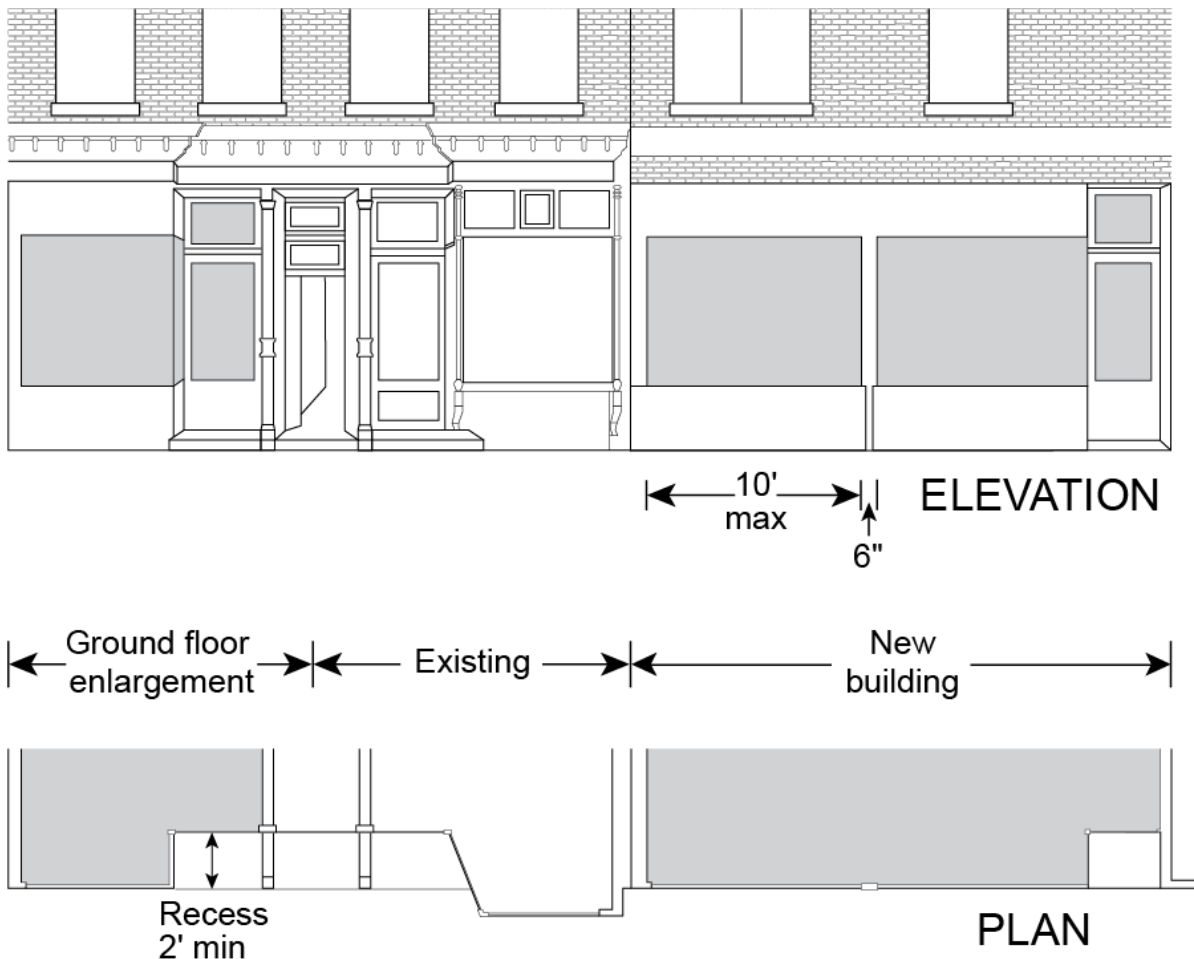 10'
max
6"
ELEVATION
Ground floor
enlargement
Existing
New
building
Recess
2' min
PLAN